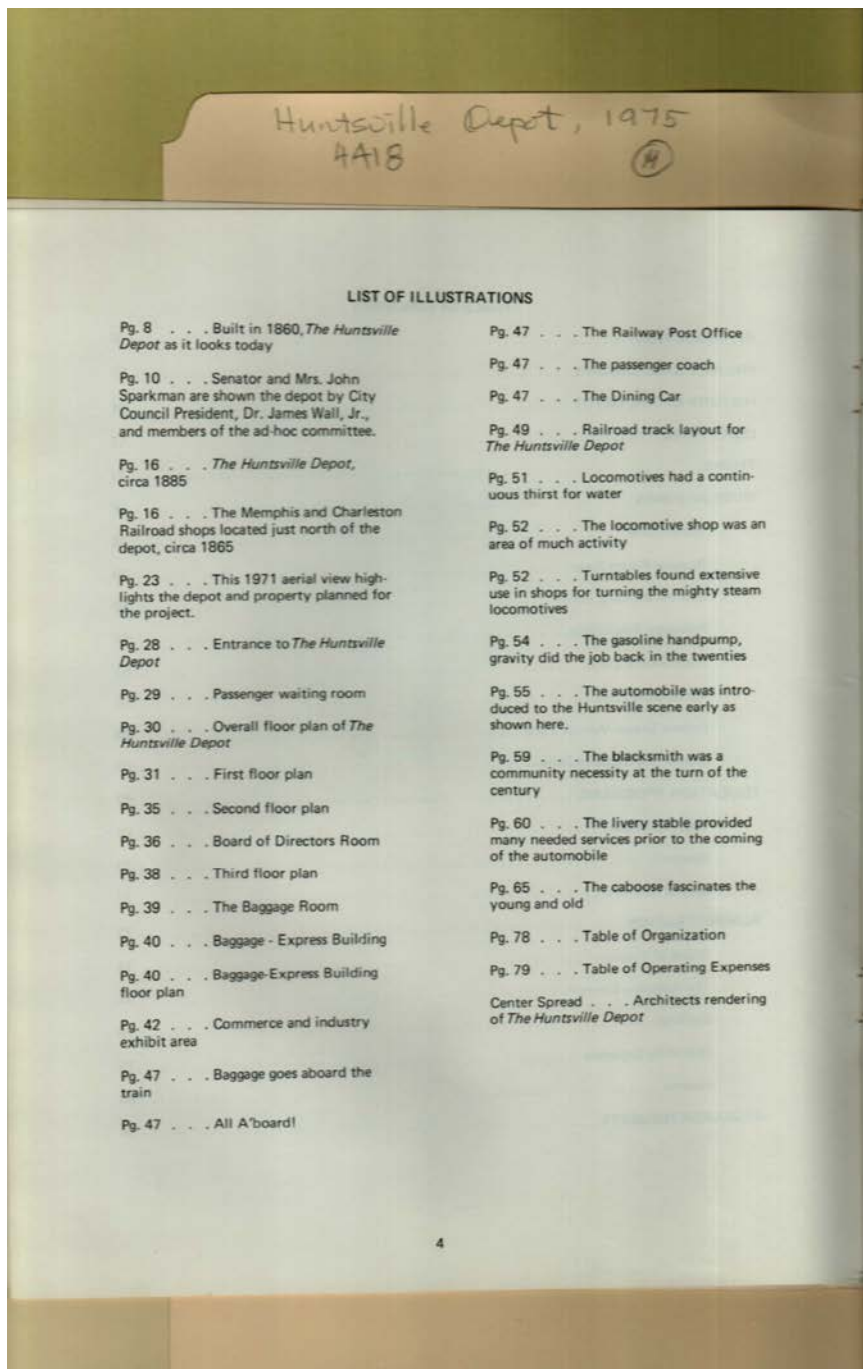 Huntsville Depot, 1975
4A18
M
LIST OF ILLUSTRATIONS
Pg. 8 . . . Built in 1860, The Huntsville
Depot as it looks today
Pg. 10 . . . Senator and Mrs. John
Sparkman are shown the depot by City
Council President, Dr. James Wall, Jr.,
and members of the ad-hoc committee.
Pg. 16 . . . The Huntsville Depot,
circa 1885
Pg. 16 . . . The Memphis and Charleston
Railroad shops located just north of the
depot, circa 1865
Pg. 23 . . . This 1971 aerial view high-
lights the depot and property planned for
the project.
Pg. 28 . . . Entrance to The Huntsville
Depot
Pg. 29 . . . Passenger waiting room
Pg. 30 . . . Overall floor plan of The
Huntsville Depot
Pg. 31 . . . First floor plan
Pg. 35 . . . Second floor plan
Pg. 36 . . . Board of Directors Room
Pg. 38 . . . Third floor plan
Pg. 39 . . . The Baggage Room
Pg. 40 . . . Baggage - Express Building
Pg. 40 . . . Baggage-Express Building
floor plan
Pg. 42 . . . Commerce and industry
exhibit area
Pg. 47 . . . Baggage goes aboard the
train
Pg. 47 . . . All A'board!
Pg. 47 . . . The Railway Post Office
Pg. 47 . . . The passenger coach
Pg. 47 . . . The Dining Car
Pg. 49 . . . Railroad track layout for
The Huntsville Depot
Pg. 51 . . . Locomotives had a contin-
uous thirst for water
Pg. 52 . . . The locomotive shop was an
area of much activity
Pg. 52 . . . Turntables found extensive
use in shops for turning the mighty steam
locomotives
Pg. 54 . . . The gasoline handpump,
gravity did the job back in the twenties
Pg. 55 . . . The automobile was intro-
duced to the Huntsville scene early as
shown here.
Pg. 59 . . . The blacksmith was a
community necessity at the turn of the
century
Pg. 60 . . . The livery stable provided
many needed services prior to the coming
of the automobile
Pg. 65 . . . The caboose fascinates the
young and old
Pg. 78 . . . Table of Organization
Pg. 79 . . . Table of Operating Expenses
Center Spread . . . Architects rendering
of The Huntsville Depot
4